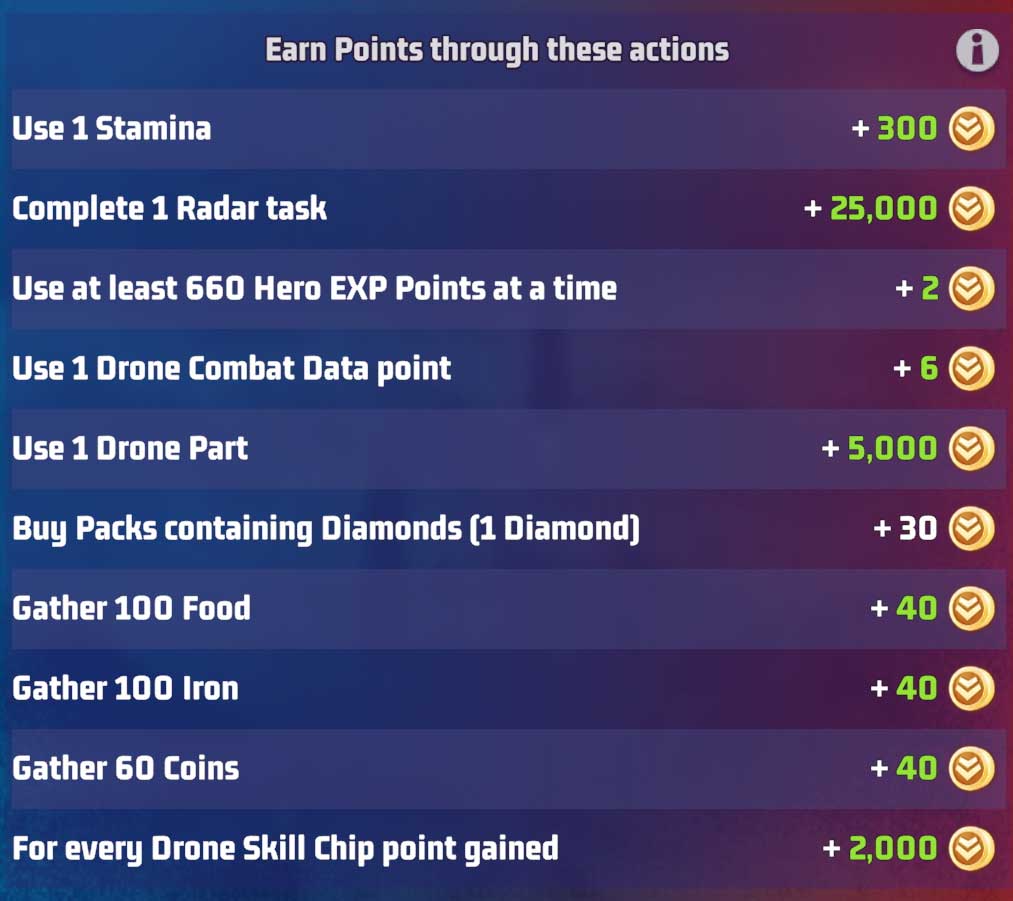 Earn Points through these actions
Use 1 Stamina + 300
Complete 1 Radar task + 25,000
Use at least 660 Hero EXP Points at a time + 2
Use 1 Drone Combat Data point + 6
Use 1 Drone Part + 5,000
Buy Packs containing Diamonds (1 Diamond) + 30
Gather 100 Food + 40
Gather 100 Iron + 40
Gather 60 Coins + 40
For every Drone Skill Chip point gained + 2,000